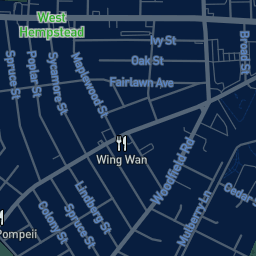 West
Hempstead
Ivy St
Oak St
Fairlawn Ave
Broad St
Spruce St
Poplar St
Sycamore St
Maplewood St
Wing Wan
Woodfield Rd
Cedar S
Mulberry Ln
Lindberg St
Spruce St
Colony St
Pompeii